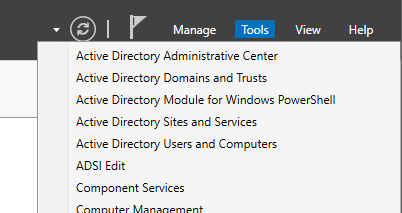 Manage Tools View Help
Active Directory Administrative Center
Active Directory Domains and Trusts
Active Directory Module for Windows PowerShell
Active Directory Sites and Services
Active Directory Users and Computers
ADSI Edit
Component Services
Computer Management